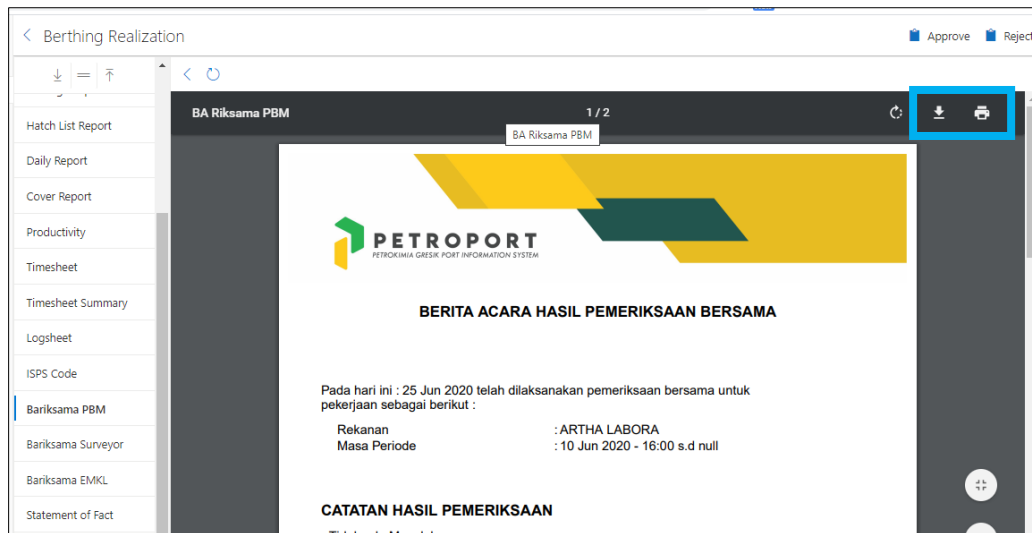 Berthing Realization
Approve
Reject
Hatch List Report
Daily Report
Cover Report
Productivity
Timesheet
Timesheet Summary
Logsheet
ISPS Code
Bariksama PBM
Bariksama Surveyor
Bariksama EMKL
Statement of Fact
BA Riksama PBM
1 / 2
BA Riksama PBM
PETROPORT
PETROKIMIA GRESIK PORT INFORMATION SYSTEM
BERITA ACARA HASIL PEMERIKSAAN BERSAMA
Pada hari ini : 25 Jun 2020 telah dilaksanakan pemeriksaan bersama untuk
pekerjaan sebagai berikut :
Rekanan : ARTHA LABORA
Masa Periode : 10 Jun 2020 - 16:00 s.d null
CATATAN HASIL PEMERIKSAAN